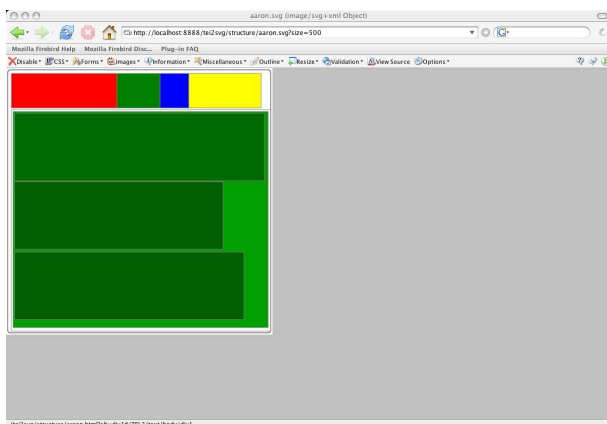 aaron.svg (image/svg+xml Object)
http://localhost:8888/tei2svg/structure/aaron.svg?size=500
G
Mozilla Firebird Help Mozilla Firebird Disc... Plug-in FAQ
Disable CSS Forms Images Information Miscellaneous Outline Resize Validation View Source Options